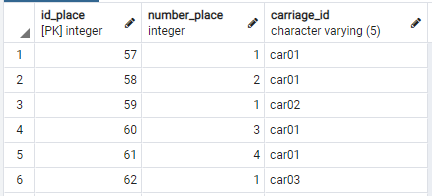 id_place number_place carriage_id
[PK] integer integer character varying (5)
1 57 1 car01
2 58 2 car01
3 59 1 car02
4 60 3 car01
5 61 4 car01
6 62 1 car03